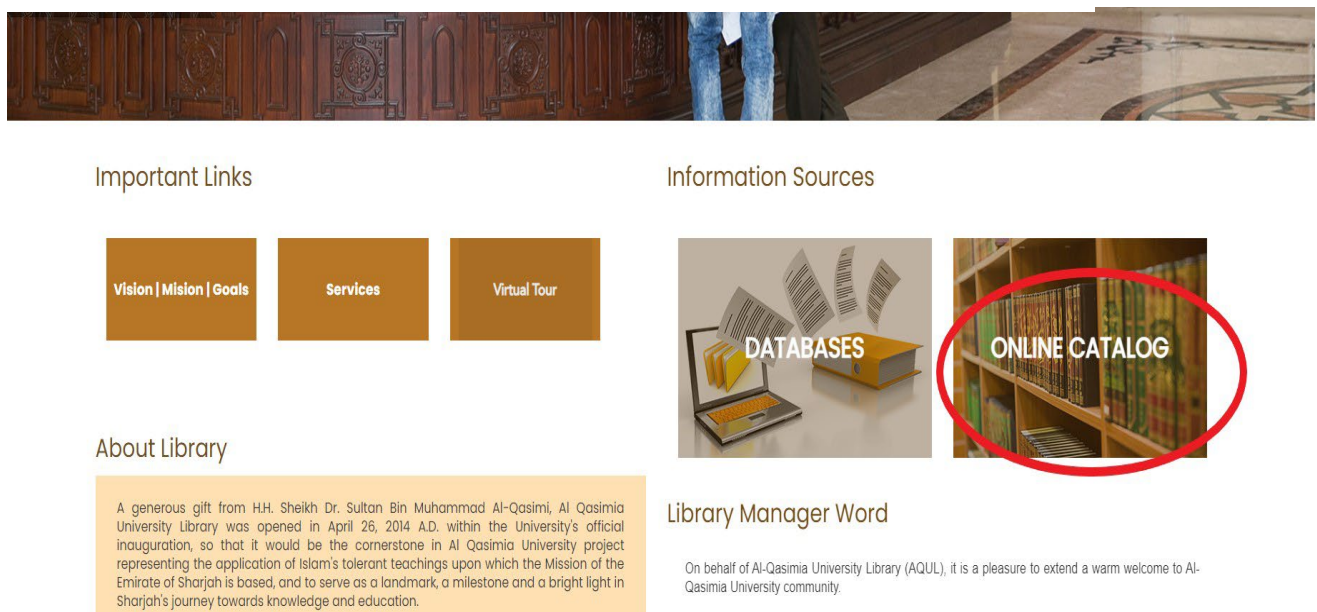 Important Links
Vision | Mision | Goals
Services
Virtual Tour
Information Sources
DATABASES
ONLINE CATALOG
About Library
A generous gift from H.H. Sheikh Dr. Sultan Bin Muhammad Al-Qasimi, Al Qasimia
University Library was opened in April 26, 2014 A.D. within the University's official
inauguration, so that it would be the cornerstone in Al Qasimia University project
representing the application of Islam's tolerant teachings upon which the Mission of the
Emirate of Sharjah is based, and to serve as a landmark, a milestone and a bright light in
Sharjah's journey towards knowledge and education.
Library Manager Word
On behalf of Al-Qasimia University Library (AQUL), it is a pleasure to extend a warm welcome to Al-
Qasimia University community.